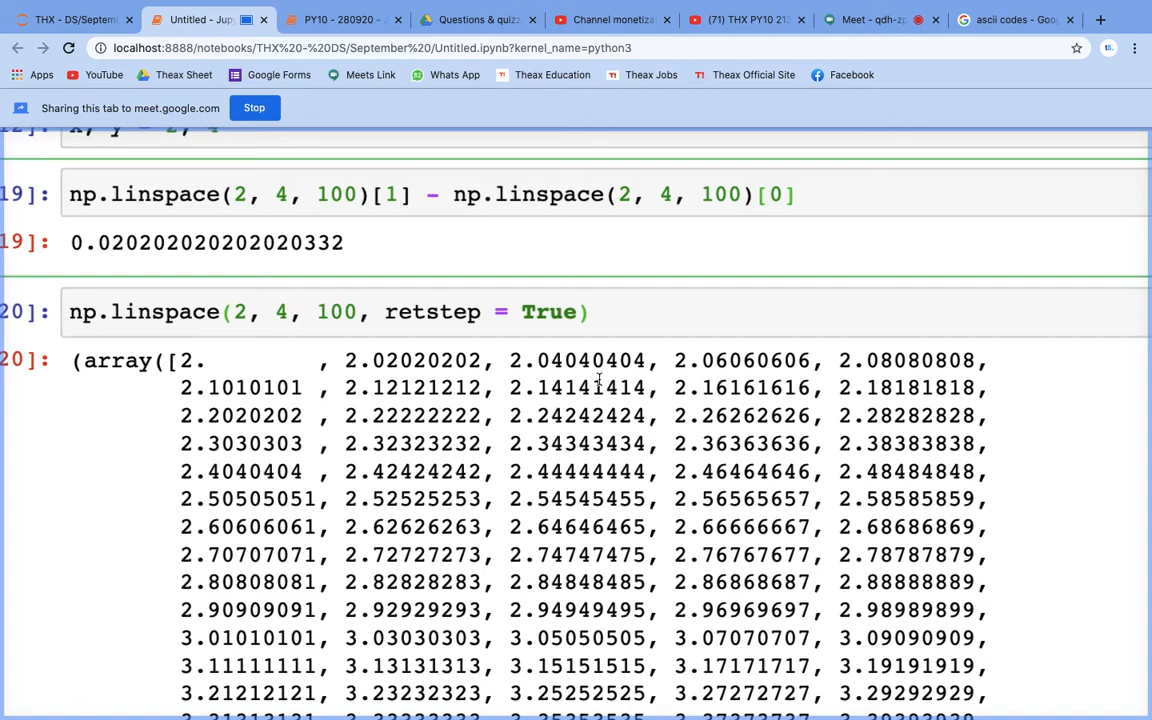 THX - DS/Septem
Untitled - Jup
PY10 - 280920 - J
Questions & quizz
Channel monetiza
(71) THX PY10 213
Meet - qdh-zp
ascii codes - Goo
localhost:8888/notebooks/THX%20-%20DS/September%20/Untitled.ipynb?kernel_name=python3
Apps
YouTube
Theax Sheet
Google Forms
Meets Link
Whats App
Theax Education
Theax Jobs
Theax Official Site
Facebook
Sharing this tab to meet.google.com
Stop
12]: x, y = 2, 4
19]: np.linspace(2, 4, 100)[1] - np.linspace(2, 4, 100)[0]
19]: 0.020202020202020332
20]: np.linspace(2, 4, 100, retstep = True)
20]: (array([2.        , 2.02020202, 2.04040404, 2.06060606, 2.08080808,
2.1010101 , 2.12121212, 2.14141414, 2.16161616, 2.18181818,
2.2020202 , 2.22222222, 2.24242424, 2.26262626, 2.28282828,
2.3030303 , 2.32323232, 2.34343434, 2.36363636, 2.38383838,
2.4040404 , 2.42424242, 2.44444444, 2.46464646, 2.48484848,
2.50505051, 2.52525253, 2.54545455, 2.56565657, 2.58585859,
2.60606061, 2.62626263, 2.64646465, 2.66666667, 2.68686869,
2.70707071, 2.72727273, 2.74747475, 2.76767677, 2.78787879,
2.80808081, 2.82828283, 2.84848485, 2.86868687, 2.88888889,
2.90909091, 2.92929293, 2.94949495, 2.96969697, 2.98989899,
3.01010101, 3.03030303, 3.05050505, 3.07070707, 3.09090909,
3.11111111, 3.13131313, 3.15151515, 3.17171717, 3.19191919,
3.21212121, 3.23232323, 3.25252525, 3.27272727, 3.29292929,